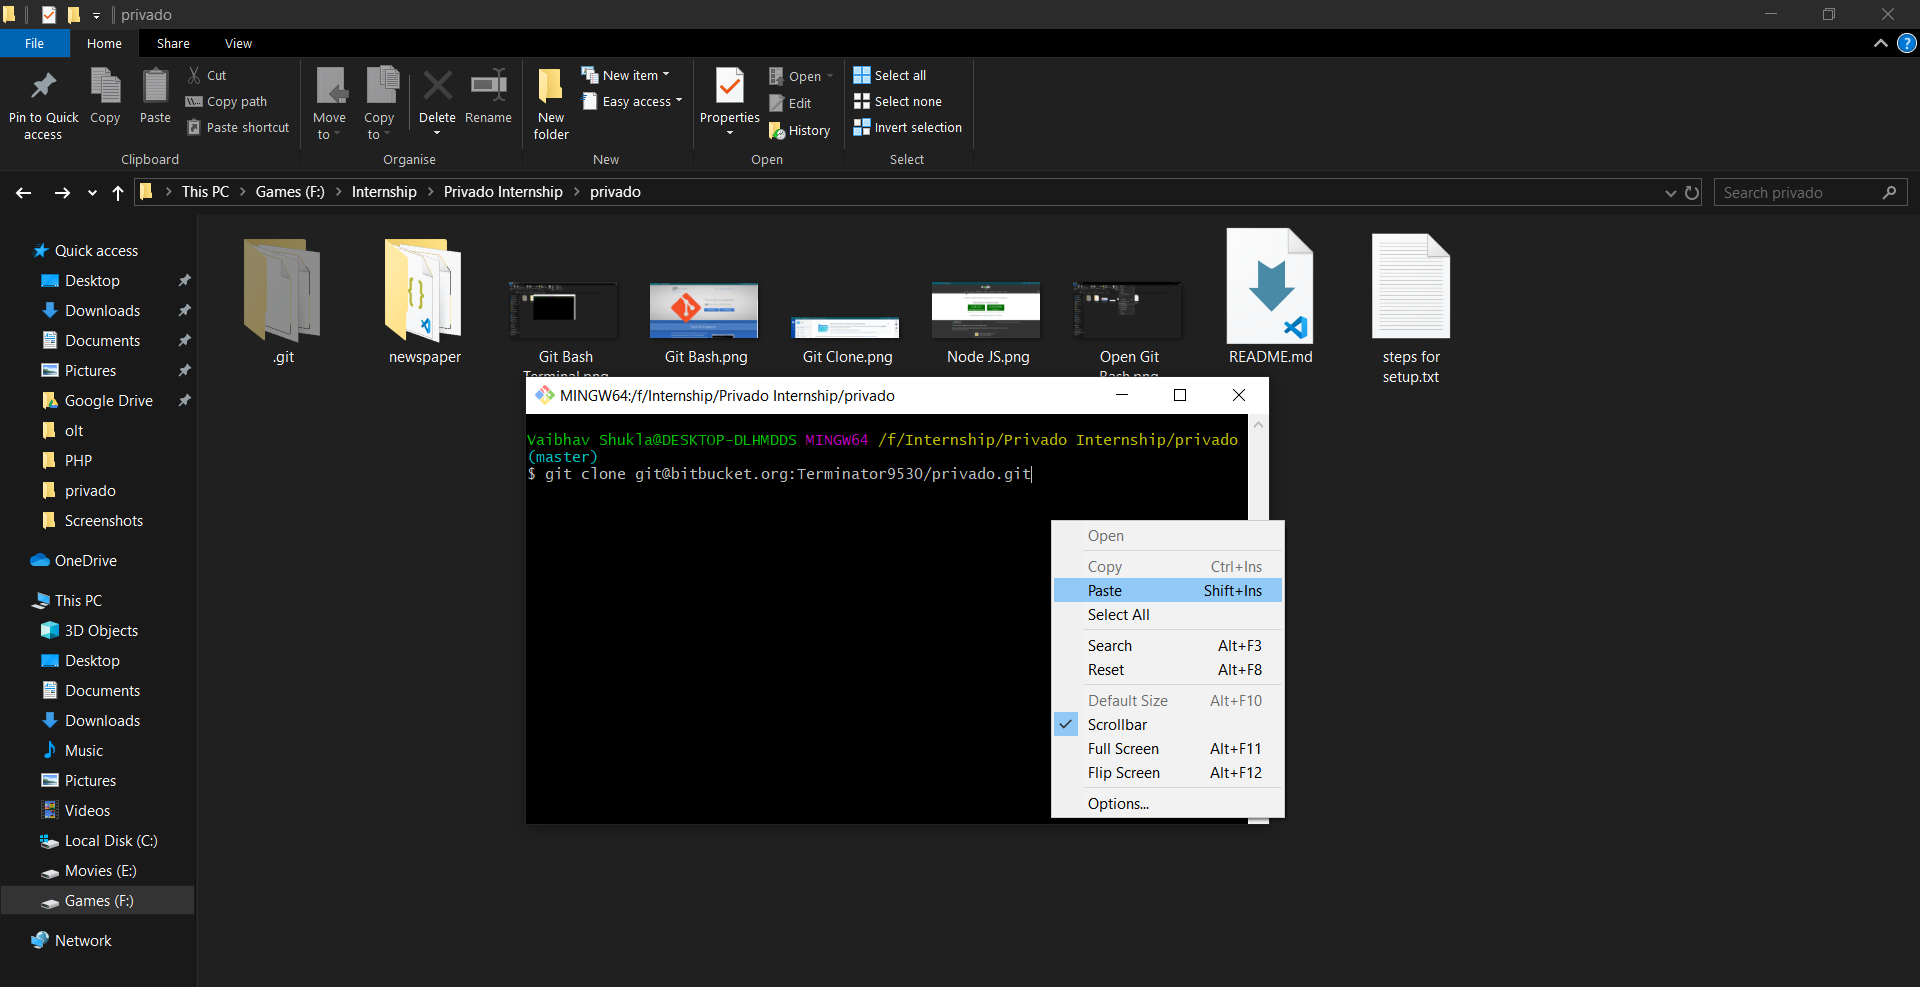 privado
File
Home
Share
View
Pin to Quick
access
Copy
Paste
Cut
Copy path
Paste shortcut
Clipboard
Move
to
Copy
to
Delete
Rename
Organise
New
folder
New item
Easy access
New
Properties
Open
Edit
History
Open
Select all
Select none
Invert selection
Select
This PC
Games (F:)
Internship
Privado Internship
privado
Search privado
Quick access
Desktop
Downloads
Documents
Pictures
Google Drive
olt
PHP
privado
Screenshots
OneDrive
This PC
3D Objects
Desktop
Documents
Downloads
Music
Pictures
Videos
Local Disk (C:)
Movies (E:)
Games (F:)
Network
.git
newspaper
Git Bash
Terminal.png
Git Bash.png
Git Clone.png
Node JS.png
Open Git
Bash.png
README.md
steps for
setup.txt
MINGW64:/f/Internship/Privado Internship/privado
Vaibhav Shukla@DESKTOP-DLHMDDS MINGW64 /f/Internship/Privado Internship/privado
(master)
$ git clone git@bitbucket.org:Terminator9530/privado.git
Open
Copy Ctrl+Ins
Paste Shift+Ins
Select All
Search Alt+F3
Reset Alt+F8
Default Size Alt+F10
Scrollbar
Full Screen Alt+F11
Flip Screen Alt+F12
Options...